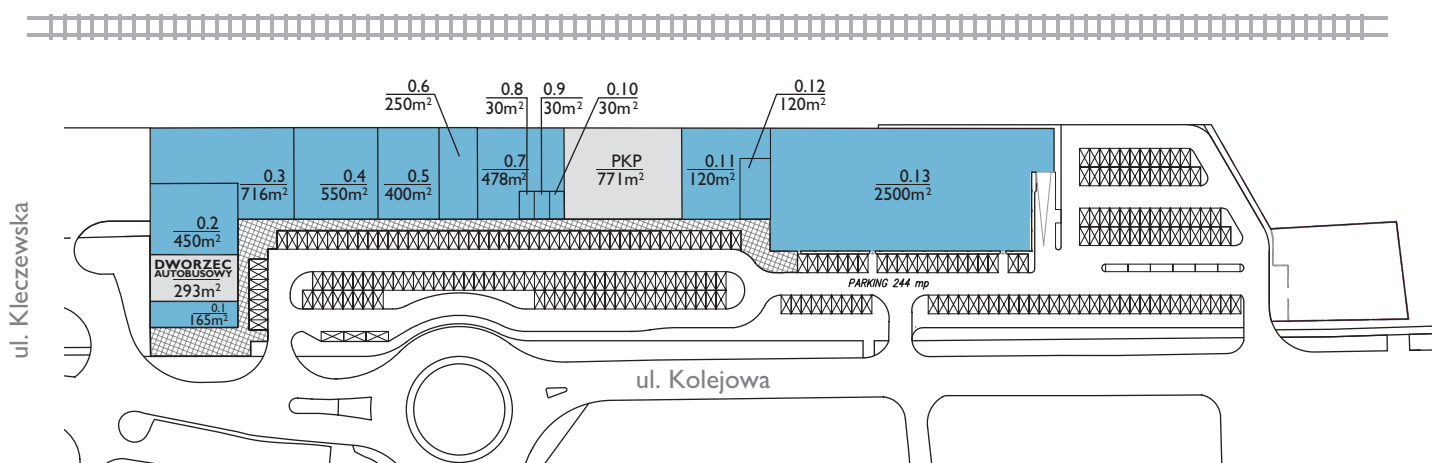 0.6
250m²
0.8
30m²
0.9
30m²
0.10
30m²
0.12
120m²
0.3
716m²
0.4
550m²
0.5
400m²
0.7
478m²
PKP
771m²
0.11
120m²
0.13
2500m²
0.2
450m²
DWORZEC
AUTOBUSOWY
293m²
0.1
165m²
PARKING 244 mp
ul. Kleczewska
ul. Kolejowa